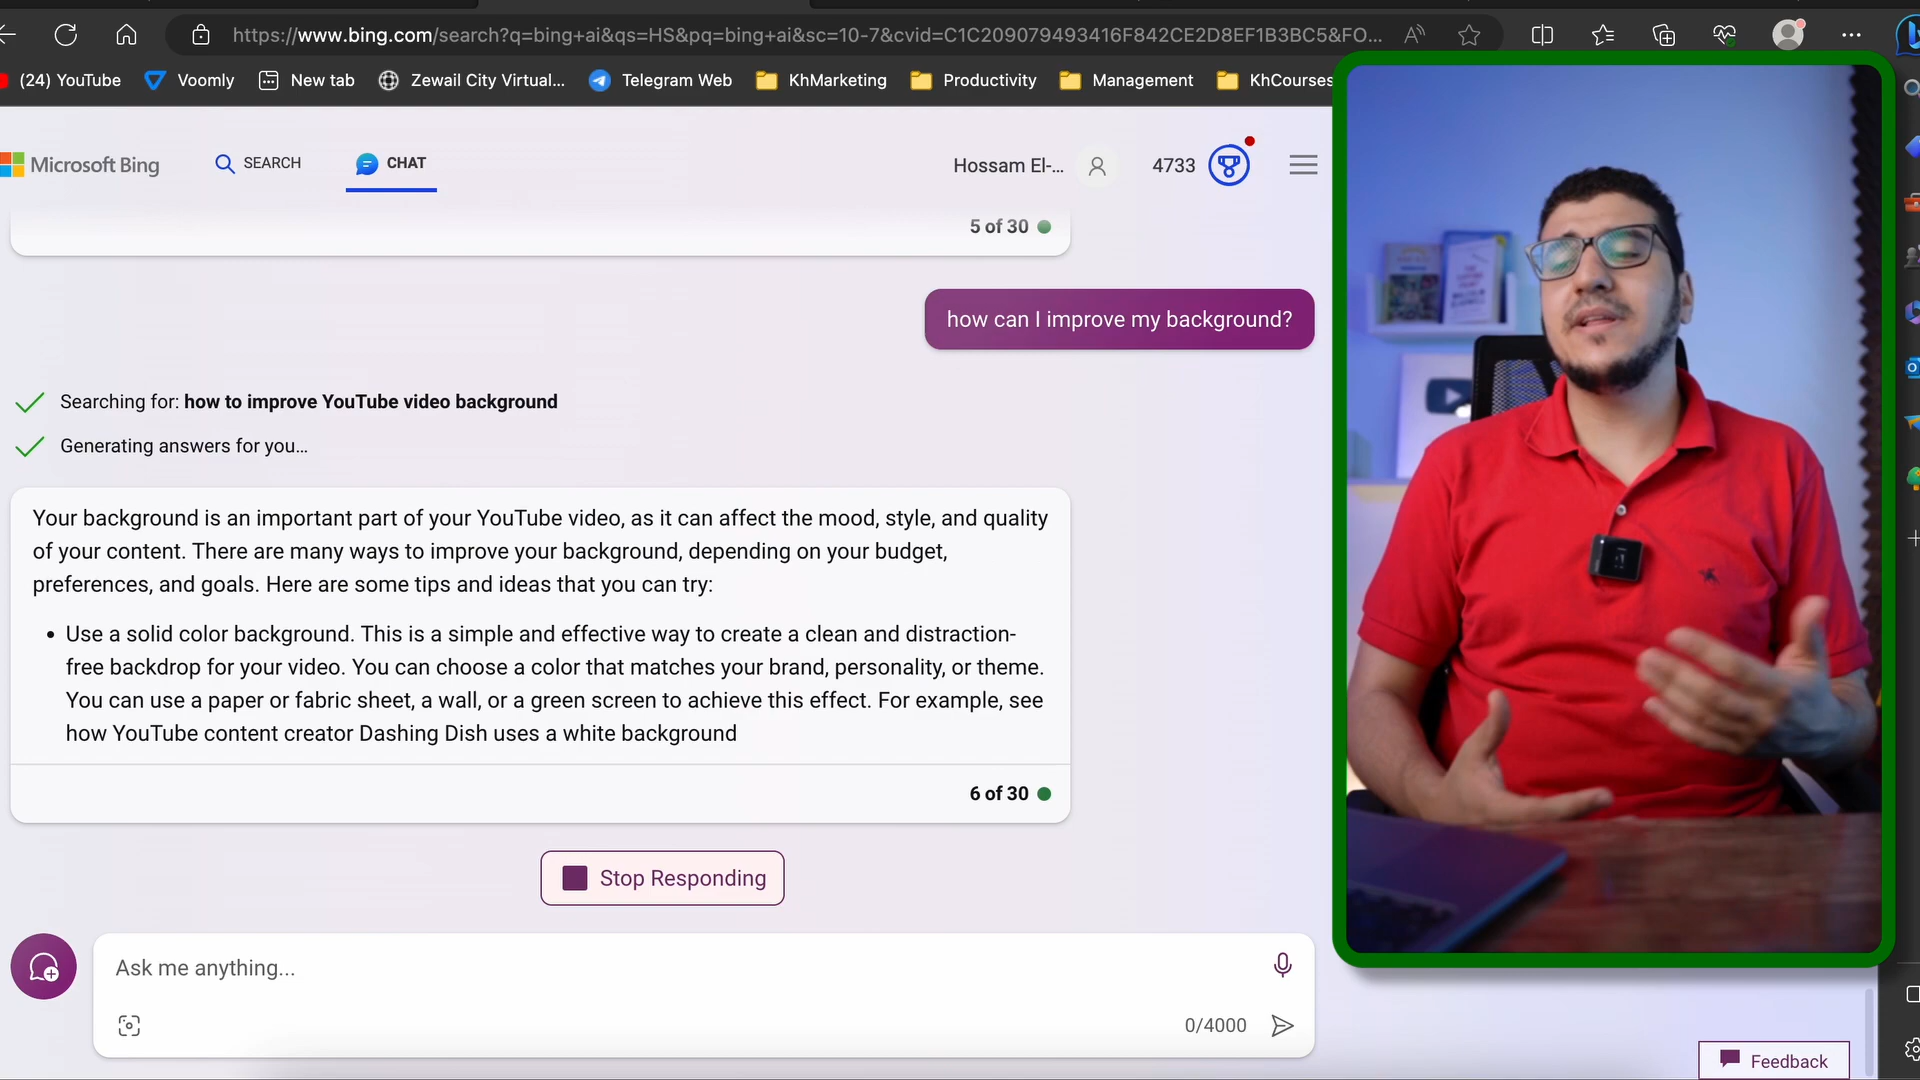 https://www.bing.com/search?q=bing+ai&qs=HS&pq=bing+ai&sc=10-7&cvid=C1C209079493416F842CE2D8EF1B3BC5&FO...
(24) YouTube
Voomly
New tab
Zewail City Virtual...
Telegram Web
KhMarketing
Productivity
Management
KhCourses
Microsoft Bing
SEARCH
CHAT
Hossam El-...
4733
5 of 30
how can I improve my background?
Searching for: how to improve YouTube video background
Generating answers for you...
Your background is an important part of your YouTube video, as it can affect the mood, style, and quality
of your content. There are many ways to improve your background, depending on your budget,
preferences, and goals. Here are some tips and ideas that you can try:
• Use a solid color background. This is a simple and effective way to create a clean and distraction-
free backdrop for your video. You can choose a color that matches your brand, personality, or theme.
You can use a paper or fabric sheet, a wall, or a green screen to achieve this effect. For example, see
how YouTube content creator Dashing Dish uses a white background
6 of 30
Stop Responding
Ask me anything...
0/4000
Feedback